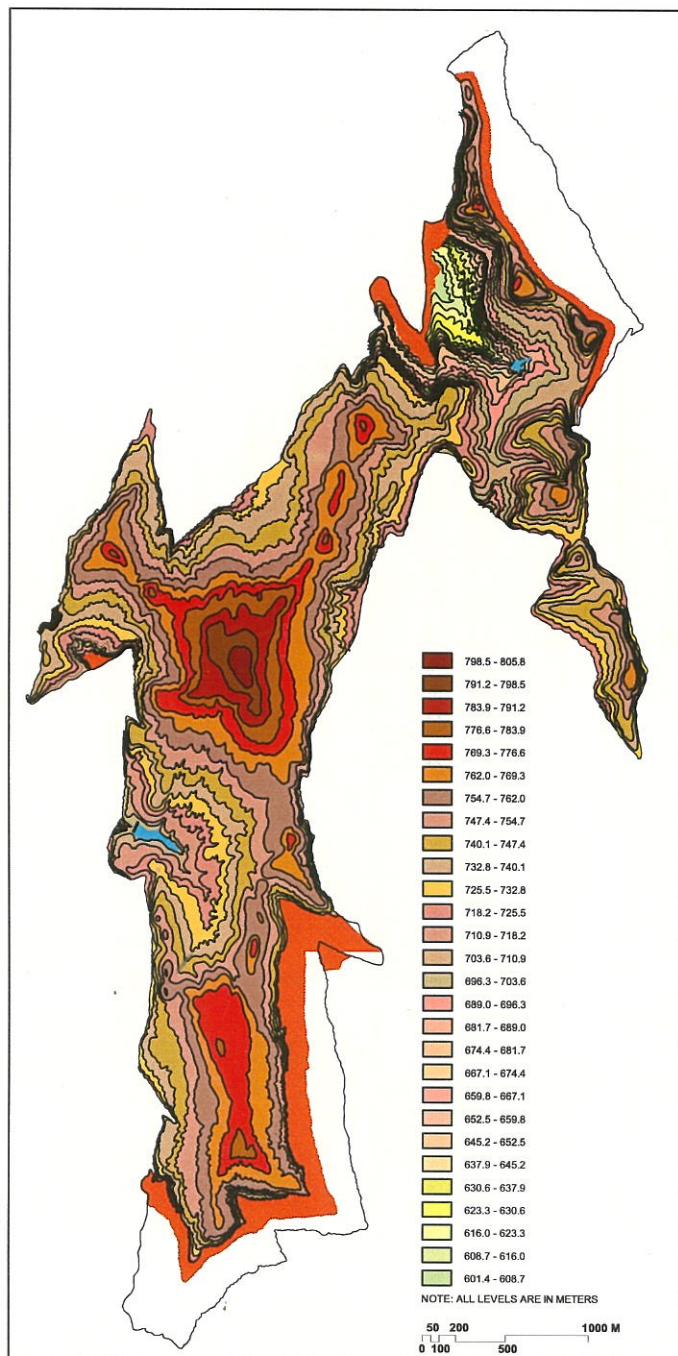 798.5 - 805.8
791.2 - 798.5
783.9 - 791.2
776.6 - 783.9
769.3 - 776.6
762.0 - 769.3
754.7 - 762.0
747.4 - 754.7
740.1 - 747.4
732.8 - 740.1
725.5 - 732.8
718.2 - 725.5
710.9 - 718.2
703.6 - 710.9
696.3 - 703.6
689.0 - 696.3
681.7 - 689.0
674.4 - 681.7
667.1 - 674.4
659.8 - 667.1
652.5 - 659.8
645.2 - 652.5
637.9 - 645.2
630.6 - 637.9
623.3 - 630.6
616.0 - 623.3
608.7 - 616.0
601.4 - 608.7
NOTE: ALL LEVELS ARE IN METERS
50 200 1000 M
0 100 500